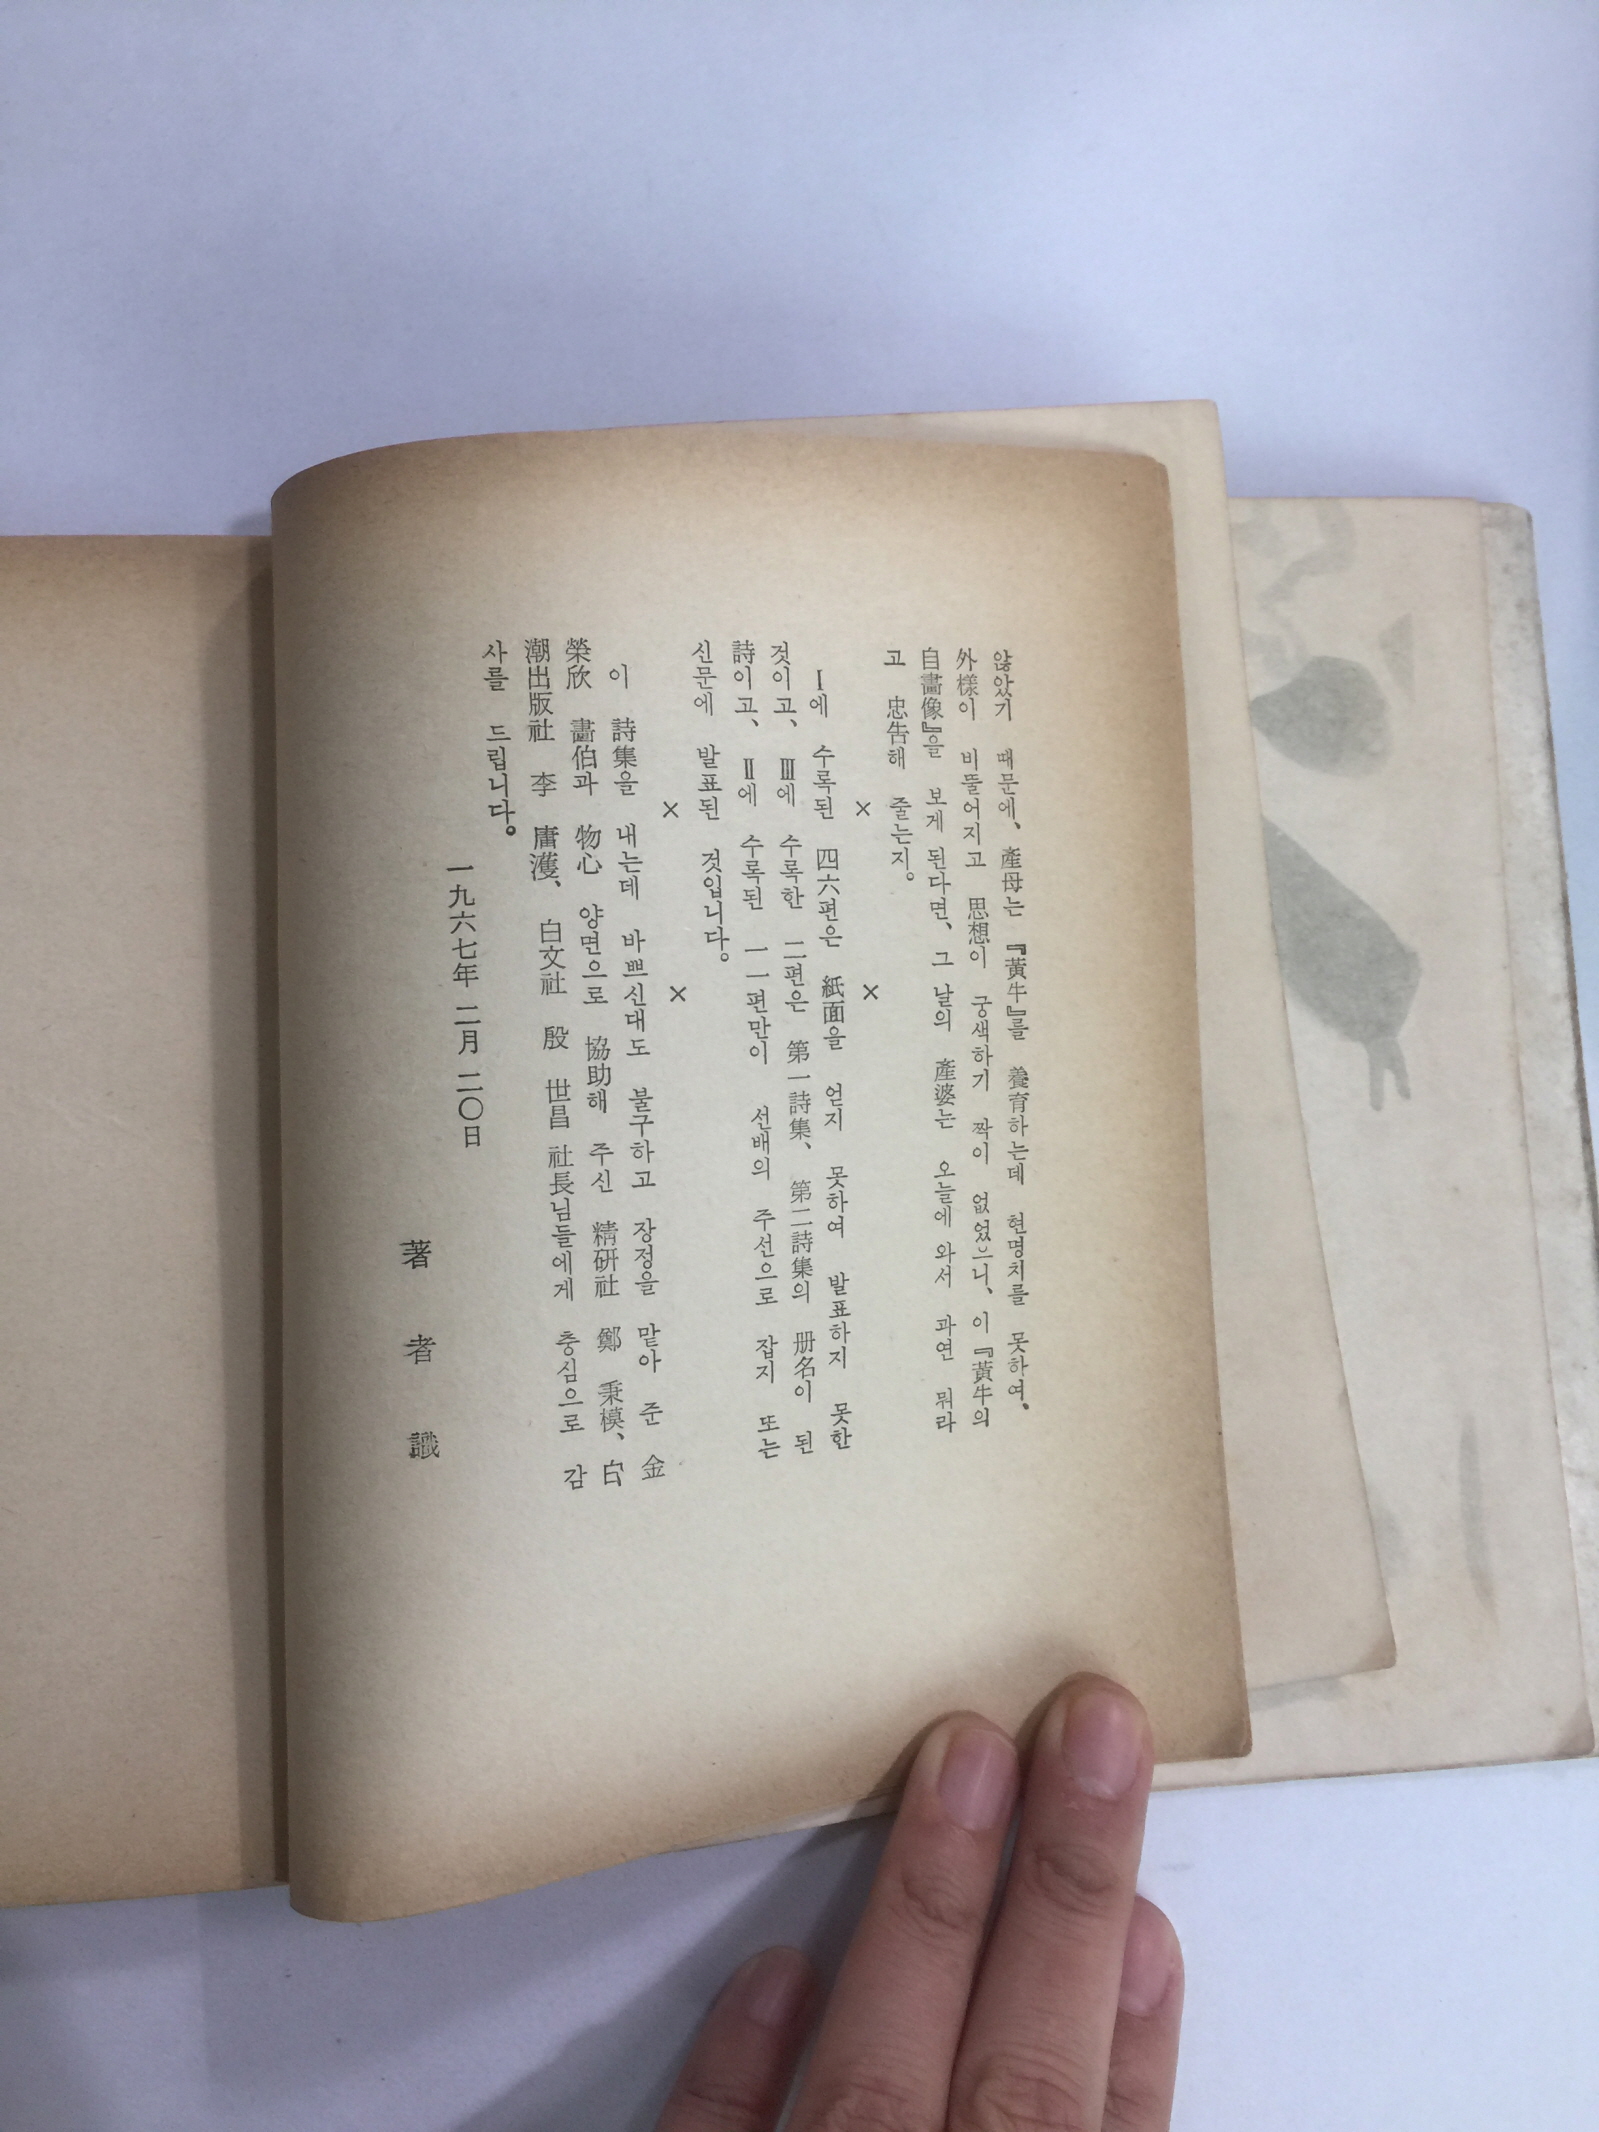 않았기 때문에、產母는 『黃牛』를 養育하는데 현명치를 못하여、
外樣이 비뚤어지고 思想이 궁색하기 짝이 없었으니、이 『黃牛의
自畵像』을 보게 된다면、그 날의 產婆는 오늘에 와서 과연 뭐라
고 忠告해 줄는지。
× ×
Ⅰ에 수록된 四六편은 紙面을 얻지 못하여 발표하지 못한
것이고、Ⅲ에 수록한 二편은 第一詩集、第二詩集의 册名이 된
詩이고、Ⅱ에 수록된 一一편만이 선배의 주선으로 잡지 또는
신문에 발표된 것입니다。
× ×
이 詩集을 내는데 바쁘신대도 불구하고 장정을 맡아 준 金
榮欣 畵伯과 物心 양면으로 協助해 주신 精硏社 鄭 秉模、白
潮出版社 李 庸濩、白文社 殷 世昌 社長님들에게 충심으로 감
사를 드립니다。
一九六七年 二月 二〇日
著 者 識